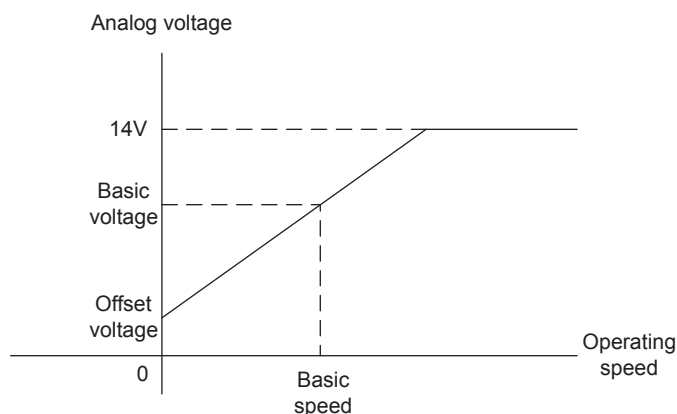 Analog voltage
14V
Basic
voltage
Offset
voltage
0
Basic
speed
Operating
speed